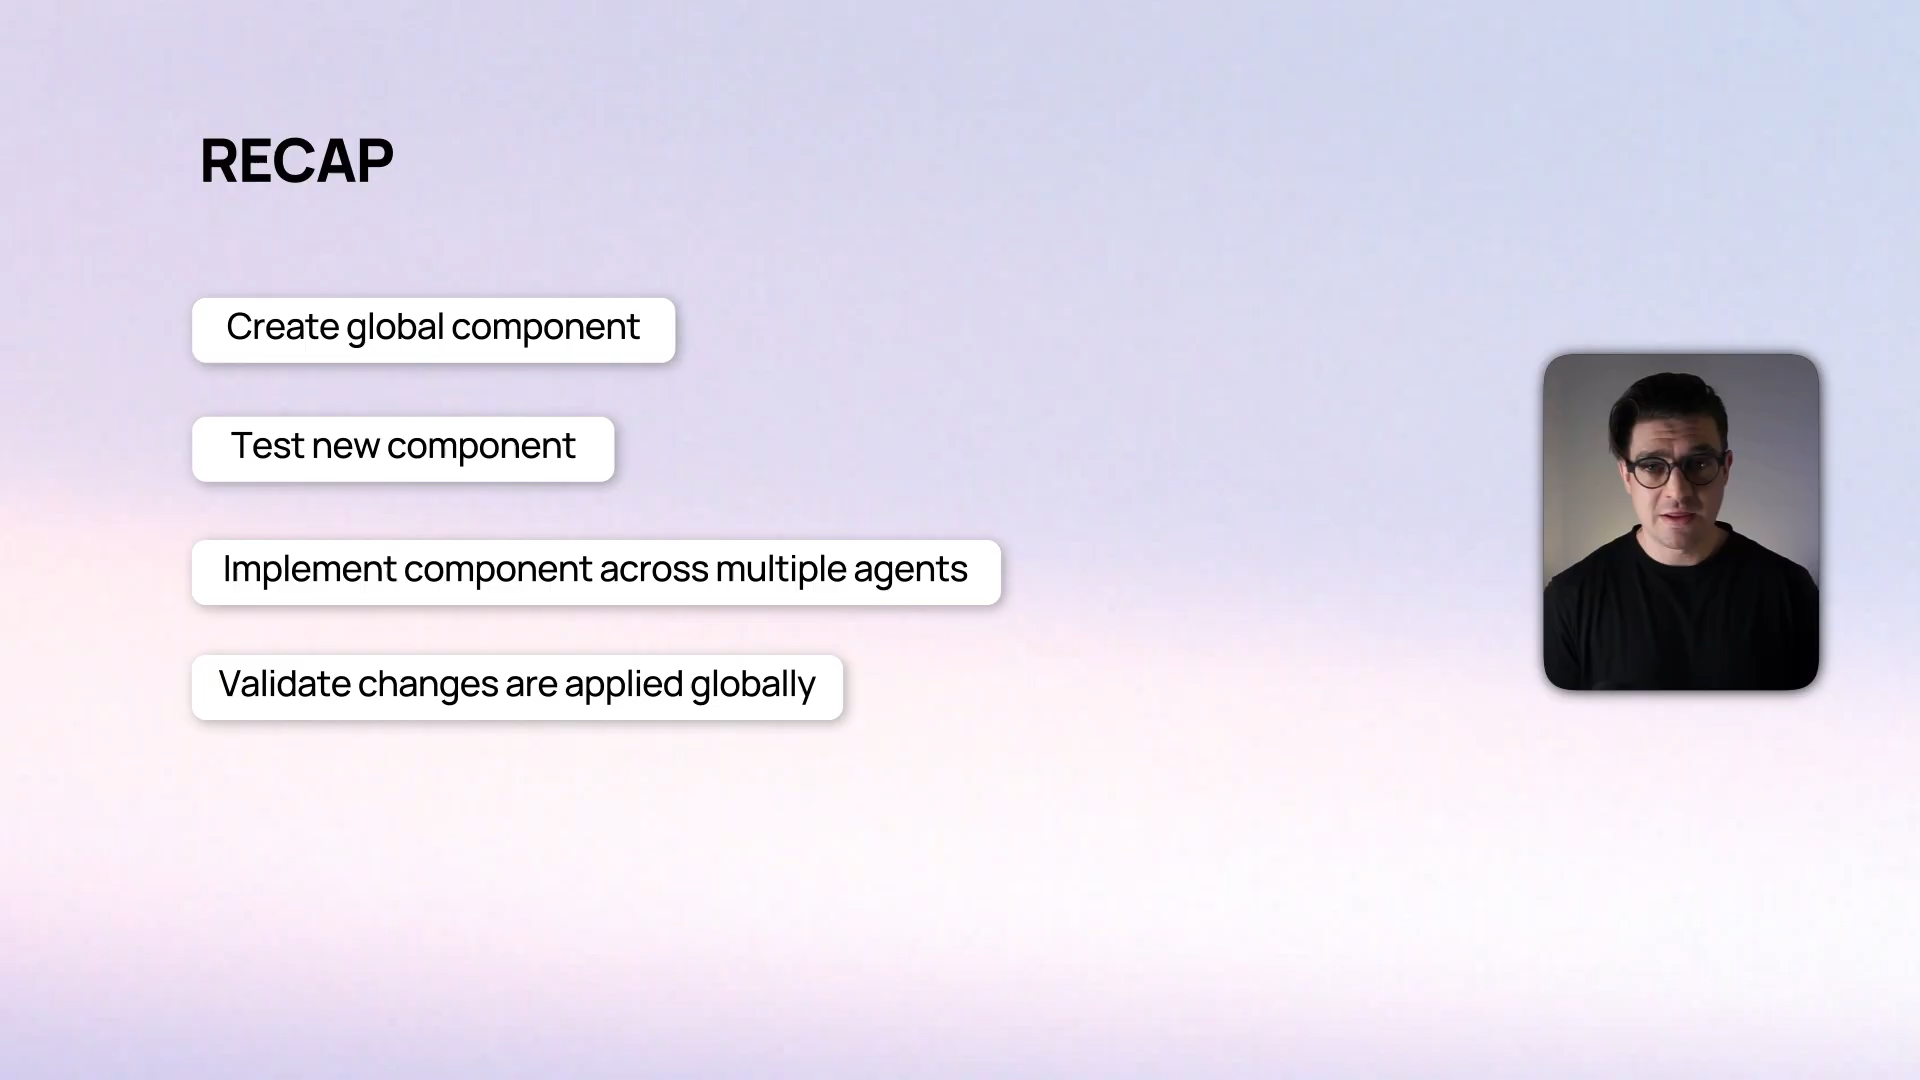 RECAP
Create global component
Test new component
Implement component across multiple agents
Validate changes are applied globally